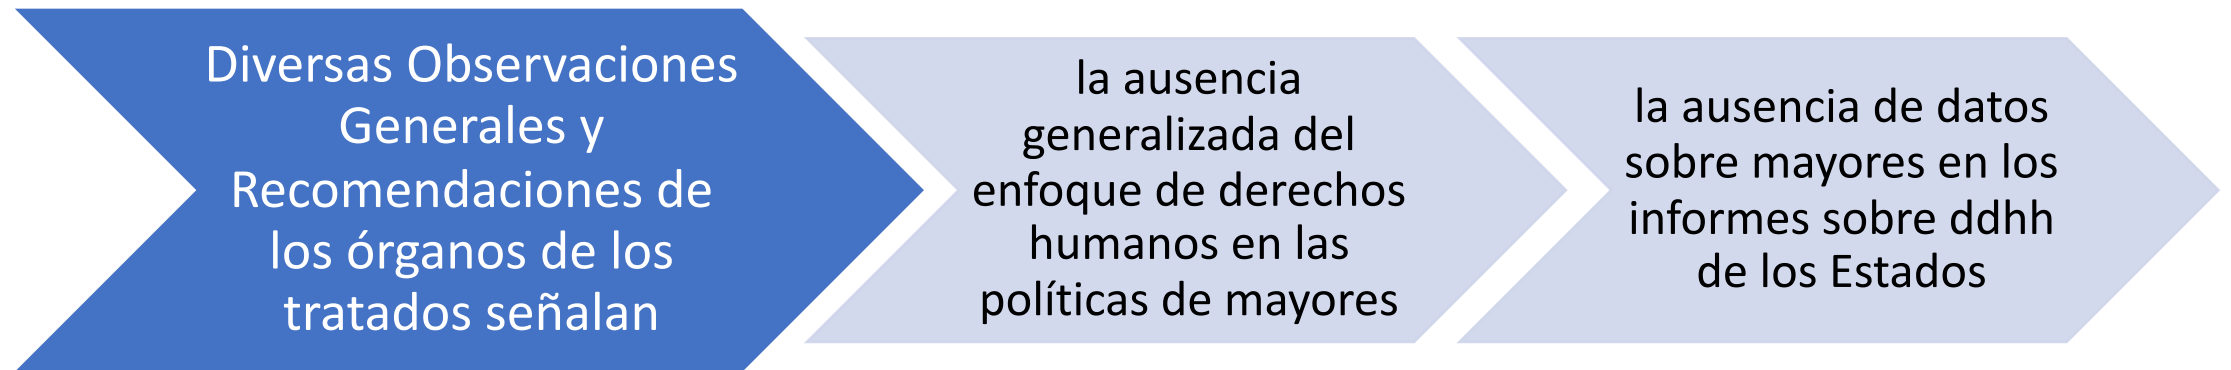 Diversas Observaciones
Generales y
Recomendaciones de
los órganos de los
tratados señalan
la ausencia
generalizada del
enfoque de derechos
humanos en las
políticas de mayores
la ausencia de datos
sobre mayores en los
informes sobre ddhh
de los Estados